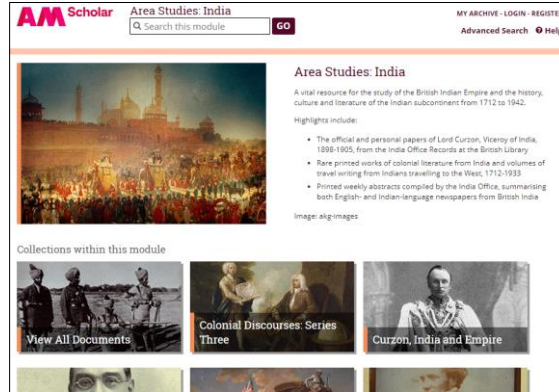 AM Scholar
Area Studies: India
Search this module
GO
MY ARCHIVE - LOGIN - REGISTE
Advanced Search Help
Area Studies: India
A vital resource for the study of the British Indian Empire and the history,
culture and literature of the Indian subcontinent from 1712 to 1942.
Highlights include:
• The official and personal papers of Lord Curzon, Viceroy of India,
1898-1905, from the India Office Records at the British Library
• Rare printed works of colonial literature from India and volumes of
travel writing from Indians travelling to the West, 1712-1933
• Printed weekly abstracts compiled by the India Office, summarising
both English- and Indian-language newspapers from British India
Image: akg-images
Collections within this module
View All Documents
Colonial Discourses: Series
Three
Curzon, India and Empire